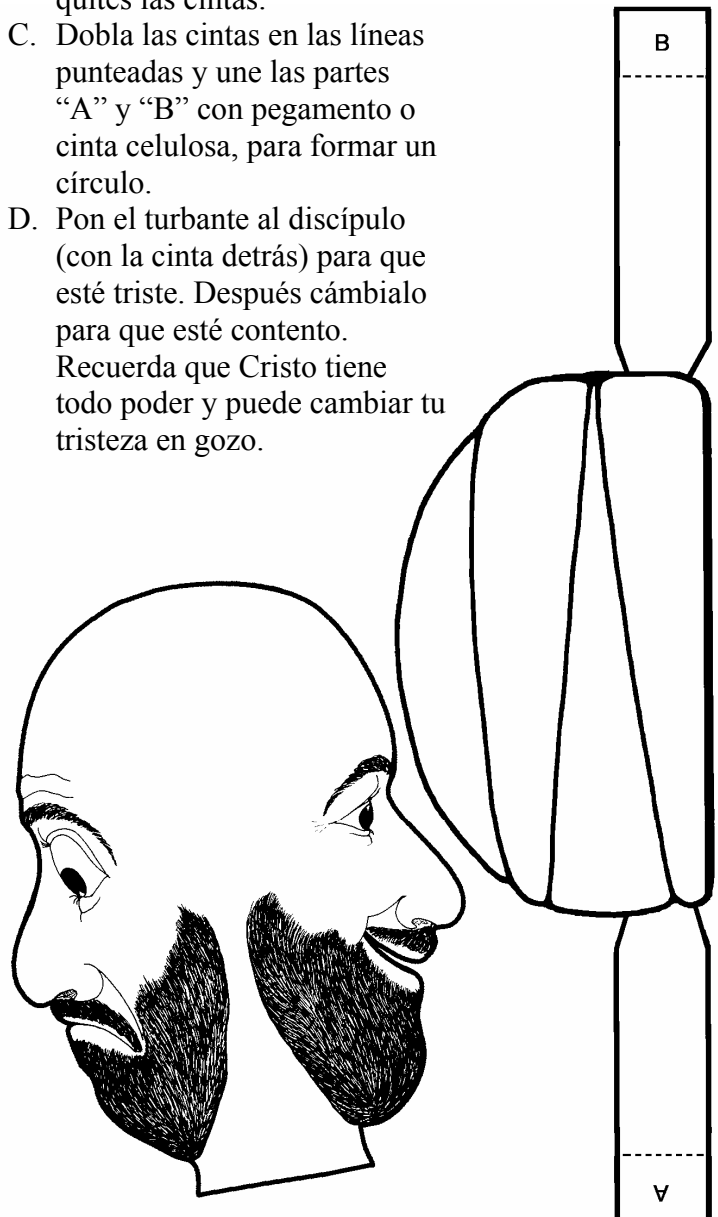 quites las cintas.
C. Dobla las cintas en las líneas
punteadas y une las partes
“A” y “B” con pegamento o
cinta celulosa, para formar un
círculo.
D. Pon el turbante al discípulo
(con la cinta detrás) para que
esté triste. Después cámbialo
para que esté contento.
Recuerda que Cristo tiene
todo poder y puede cambiar tu
tristeza en gozo.
B
A